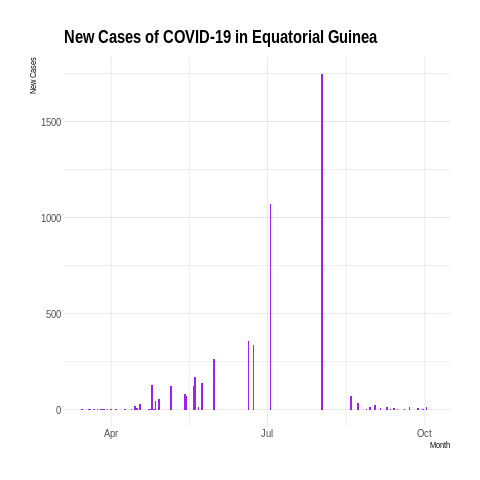 New Cases of COVID-19 in Equatorial Guinea
New Cases
1500
1000
500
0
Apr Jul Oct
Month